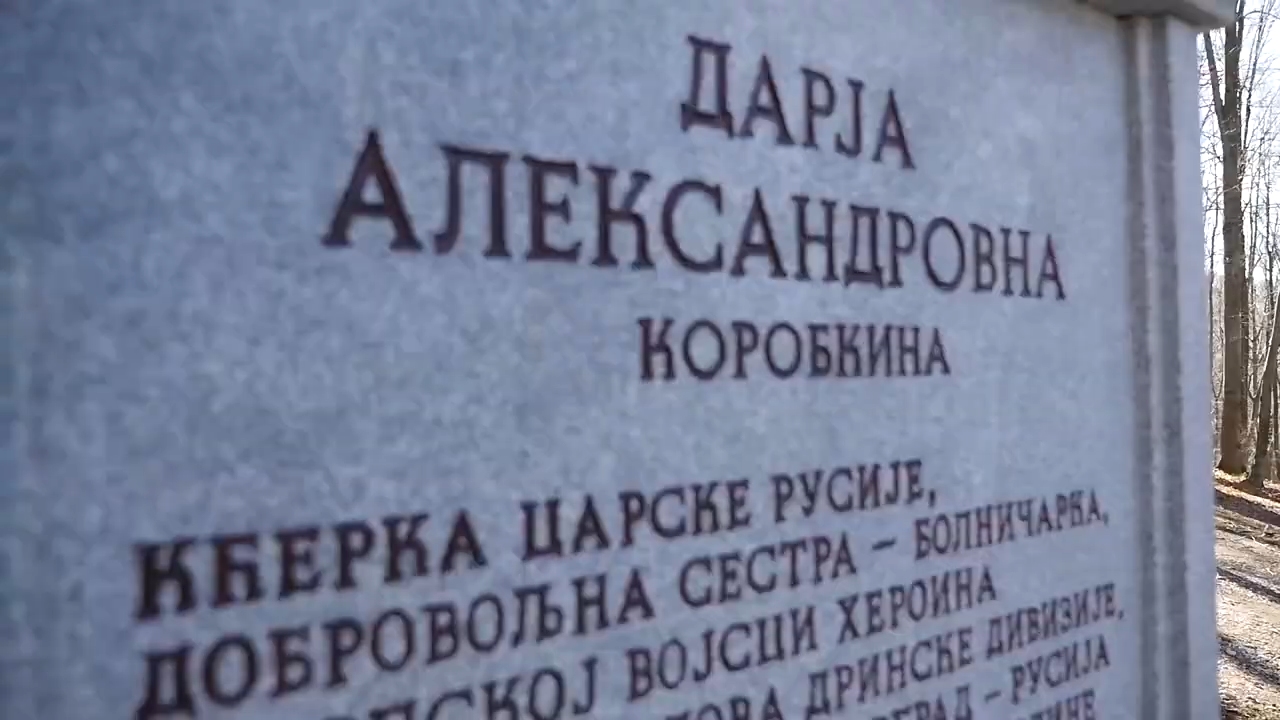 ДАРЈА
АЛЕКСАНДРОВНА
КОРОБКИНА
КЋЕРКА ЦАРСКЕ РУСИЈЕ,
ДОБРОВОЉНА СЕСТРА – БОЛНИЧАРКА,
ВОЈСЦИ ХЕРОИНА
ДРИНСКЕ ДИВИЗИЈЕ,
– РУСИЈА